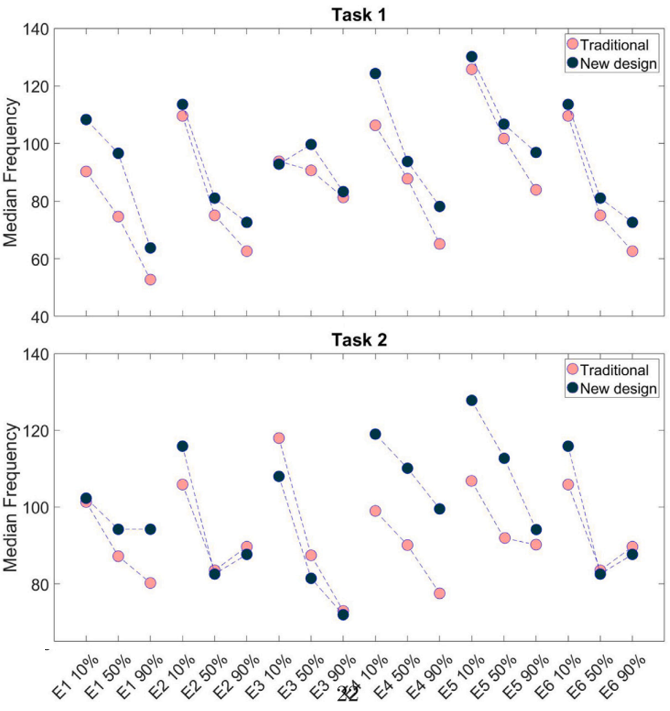 Task 1
140
120
100
80
60
40
Median Frequency
Traditional
New design
Task 2
140
120
100
80
Median Frequency
Traditional
New design
E1 10%
E1 50%
E1 90%
E2 10%
E2 50%
E2 90%
E3 10%
E3 50%
E3 90%
E4 10%
E4 50%
E4 90%
E5 10%
E5 50%
E5 90%
E6 10%
E6 50%
E6 90%
22